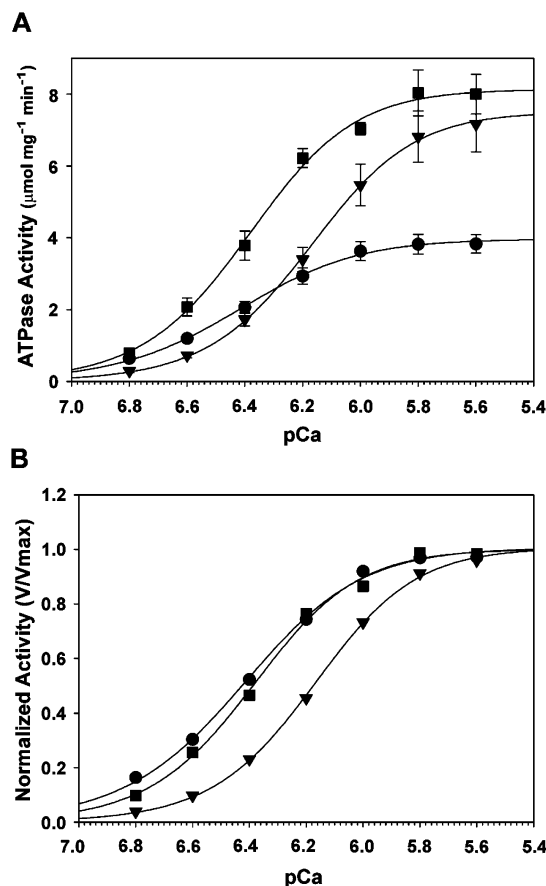 A
ATPase Activity (μmol mg⁻¹ min⁻¹)
8
6
4
2
0
7.0 6.8 6.6 6.4 6.2 6.0 5.8 5.6 5.4
pCa
B
Normalized Activity (V/Vmax)
1.2
1.0
0.8
0.6
0.4
0.2
0.0
7.0 6.8 6.6 6.4 6.2 6.0 5.8 5.6 5.4
pCa